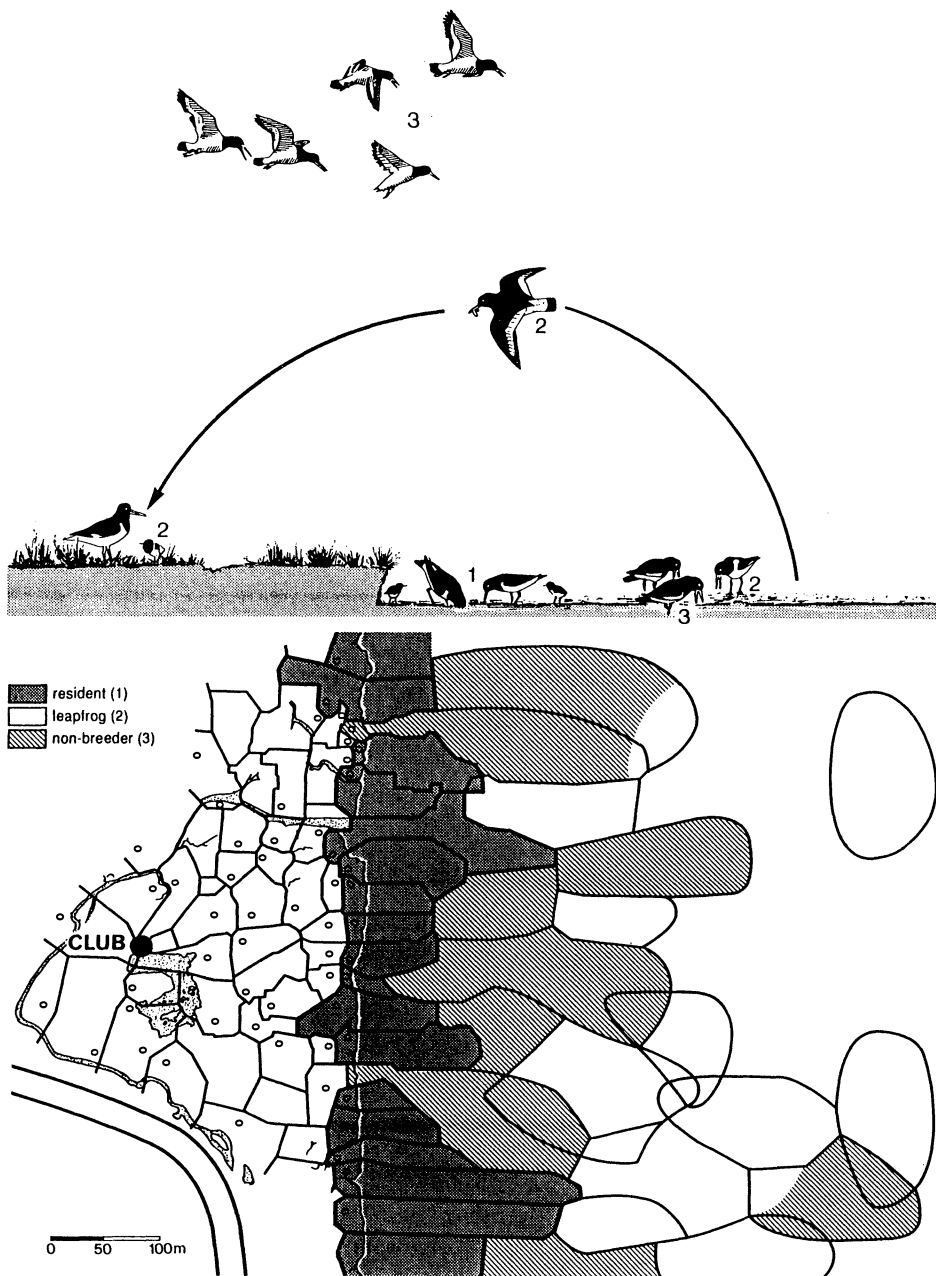 3
2
2
1
2
3
resident (1)
leapfrog (2)
non-breeder (3)
CLUB
0 50 100m